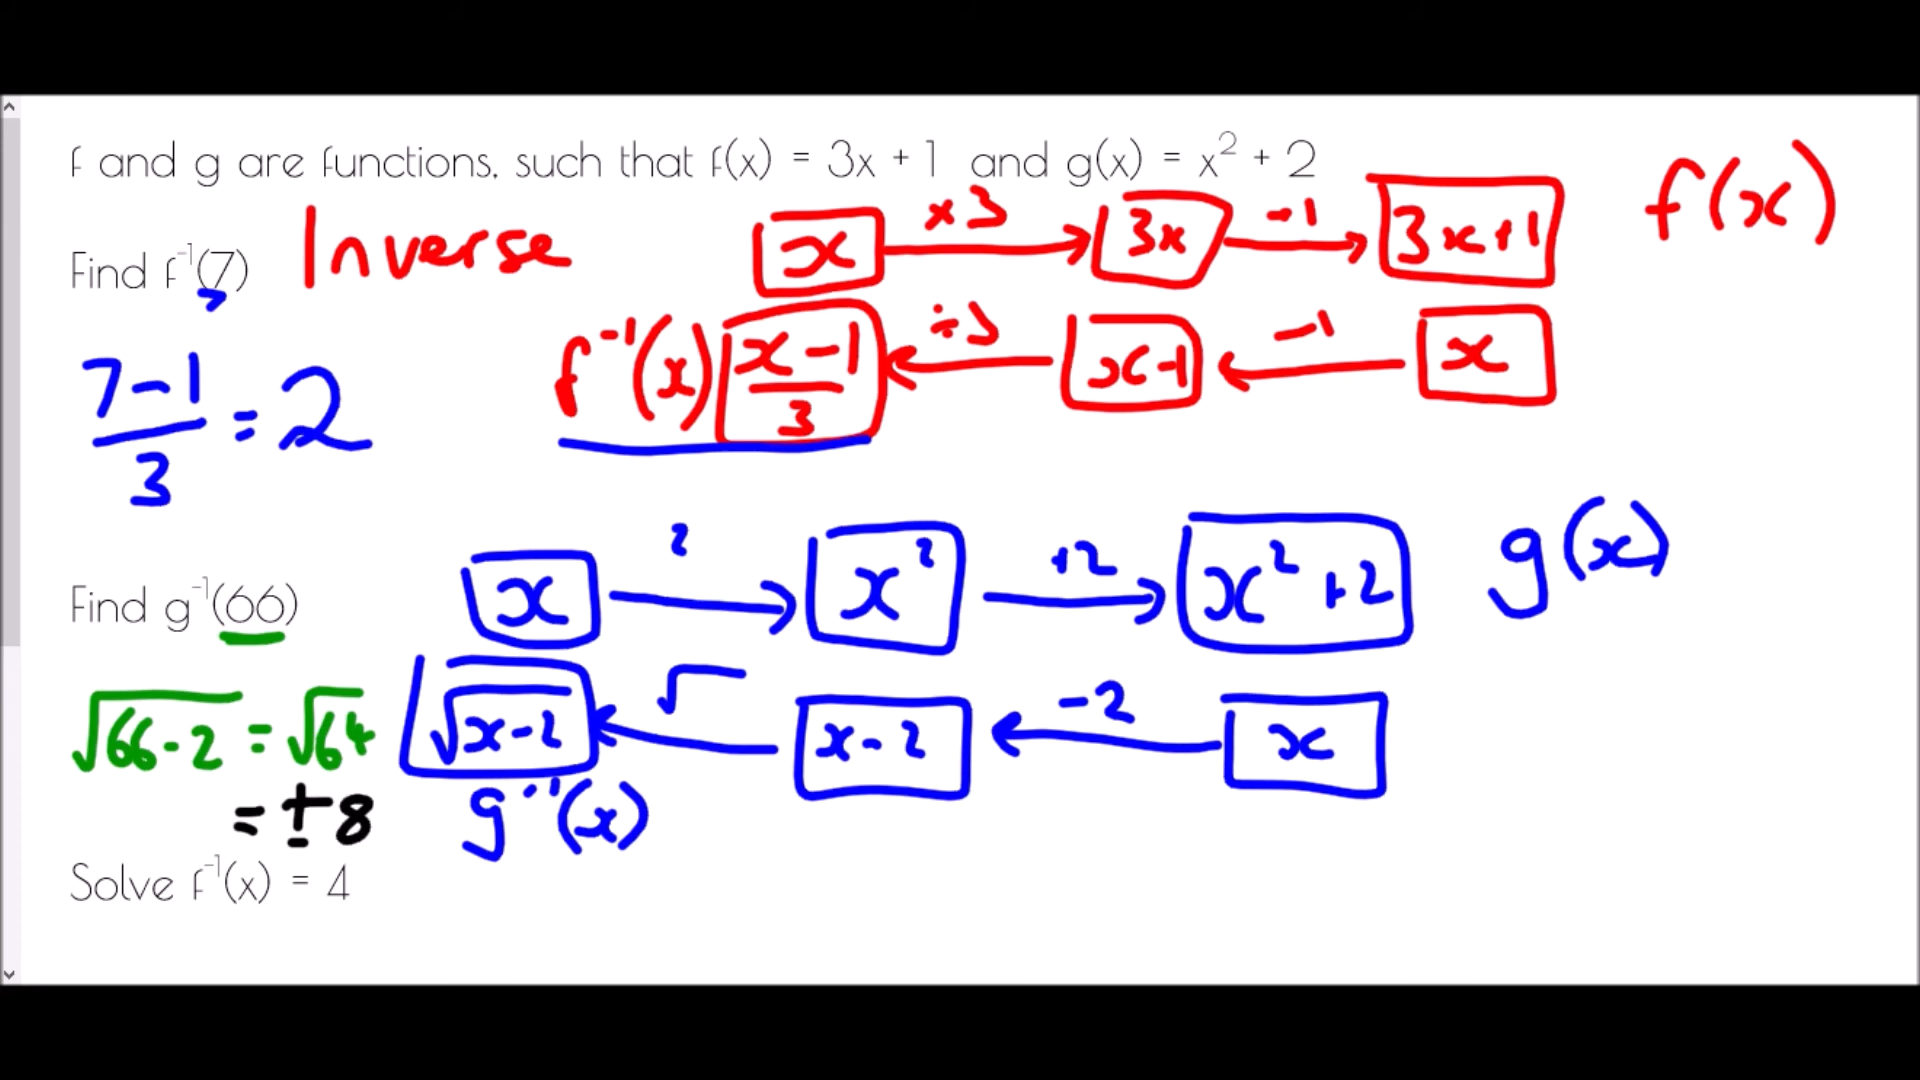 f and g are functions, such that f(x) = 3x + 1 and g(x) = x² + 2
f(x)
x ×3 3x +1 3x+1
Find f⁻¹(7) Inverse
f⁻¹(x) x-1/3 ÷3 x-1 -1 x
7-1/3 = 2
x ² x² +2 x²+2 g(x)
Find g⁻¹(66)
√x-2 √ x-2 -2 x
√66-2 = √64
= ±8 g⁻¹(x)
Solve f⁻¹(x) = 4